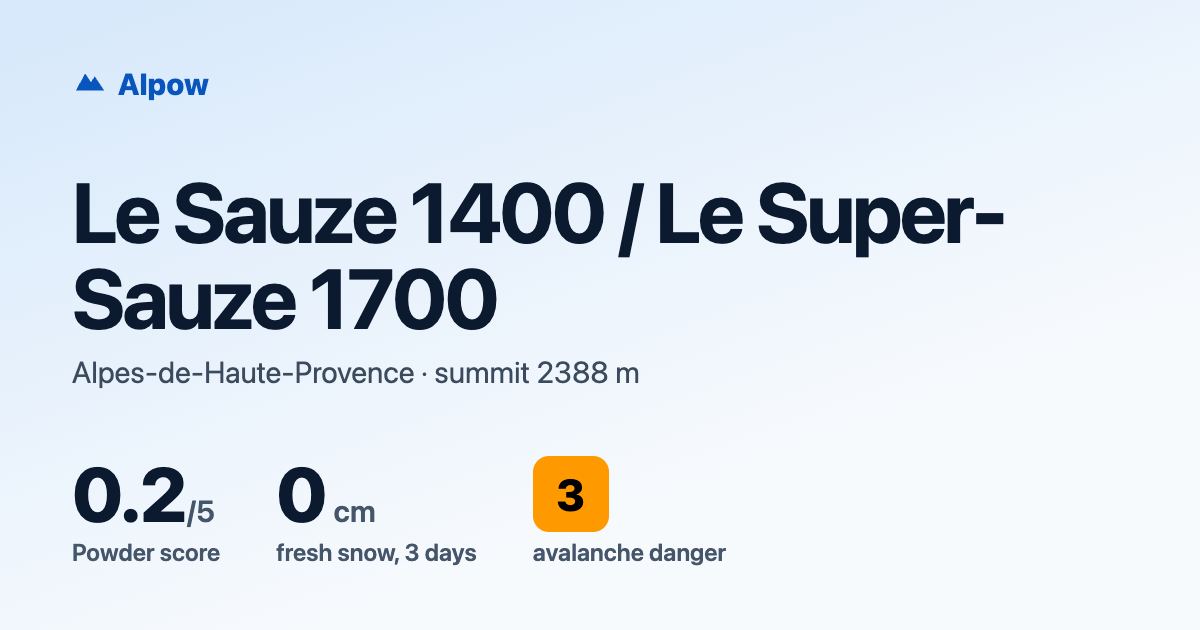 Alpow
Le Sauze 1400 / Le Super-
Sauze 1700
Alpes-de-Haute-Provence · summit 2388 m
0.2/5
Powder score
0 cm
fresh snow, 3 days
3
avalanche danger